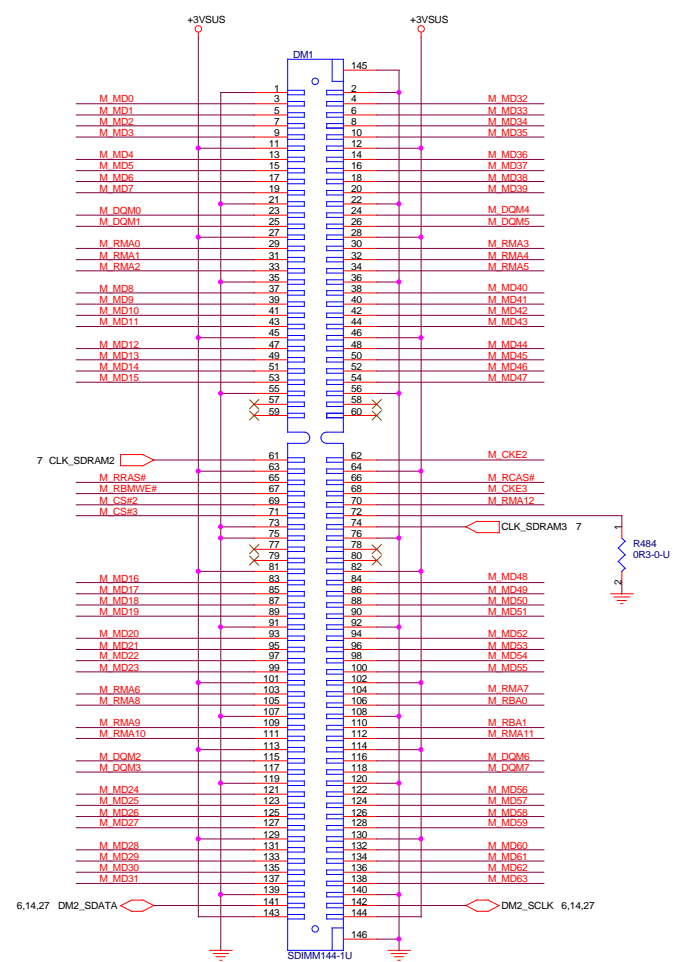 +3VSUS +3VSUS
DM1
145
1 2
M_MD0 3 4 M_MD32
M_MD1 5 6 M_MD33
M_MD2 7 8 M_MD34
M_MD3 9 10 M_MD35
11 12
M_MD4 13 14 M_MD36
M_MD5 15 16 M_MD37
M_MD6 17 18 M_MD38
M_MD7 19 20 M_MD39
21 22
M_DQM0 23 24 M_DQM4
M_DQM1 25 26 M_DQM5
27 28
M_RMA0 29 30 M_RMA3
M_RMA1 31 32 M_RMA4
M_RMA2 33 34 M_RMA5
35 36
M_MD8 37 38 M_MD40
M_MD9 39 40 M_MD41
M_MD10 41 42 M_MD42
M_MD11 43 44 M_MD43
45 46
M_MD12 47 48 M_MD44
M_MD13 49 50 M_MD45
M_MD14 51 52 M_MD46
M_MD15 53 54 M_MD47
55 56
57 58
59 60
7 CLK_SDRAM2 61 62 M_CKE2
63 64
M_RRAS# 65 66 M_RCAS#
M_RBMWE# 67 68 M_CKE3
M_CS#2 69 70 M_RMA12
M_CS#3 71 72
73 74 CLK_SDRAM3 7
1
R484
0R3-0-U
2
75 76
77 78
79 80
81 82
M_MD16 83 84 M_MD48
M_MD17 85 86 M_MD49
M_MD18 87 88 M_MD50
M_MD19 89 90 M_MD51
91 92
M_MD20 93 94 M_MD52
M_MD21 95 96 M_MD53
M_MD22 97 98 M_MD54
M_MD23 99 100 M_MD55
101 102
M_RMA6 103 104 M_RMA7
M_RMA8 105 106 M_RBA0
107 108
M_RMA9 109 110 M_RBA1
M_RMA10 111 112 M_RMA11
113 114
M_DQM2 115 116 M_DQM6
M_DQM3 117 118 M_DQM7
119 120
M_MD24 121 122 M_MD56
M_MD25 123 124 M_MD57
M_MD26 125 126 M_MD58
M_MD27 127 128 M_MD59
129 130
M_MD28 131 132 M_MD60
M_MD29 133 134 M_MD61
M_MD30 135 136 M_MD62
M_MD31 137 138 M_MD63
139 140
6,14,27 DM2_SDATA 141 142 DM2_SCLK 6,14,27
143 144
146
SDIMM144-1U